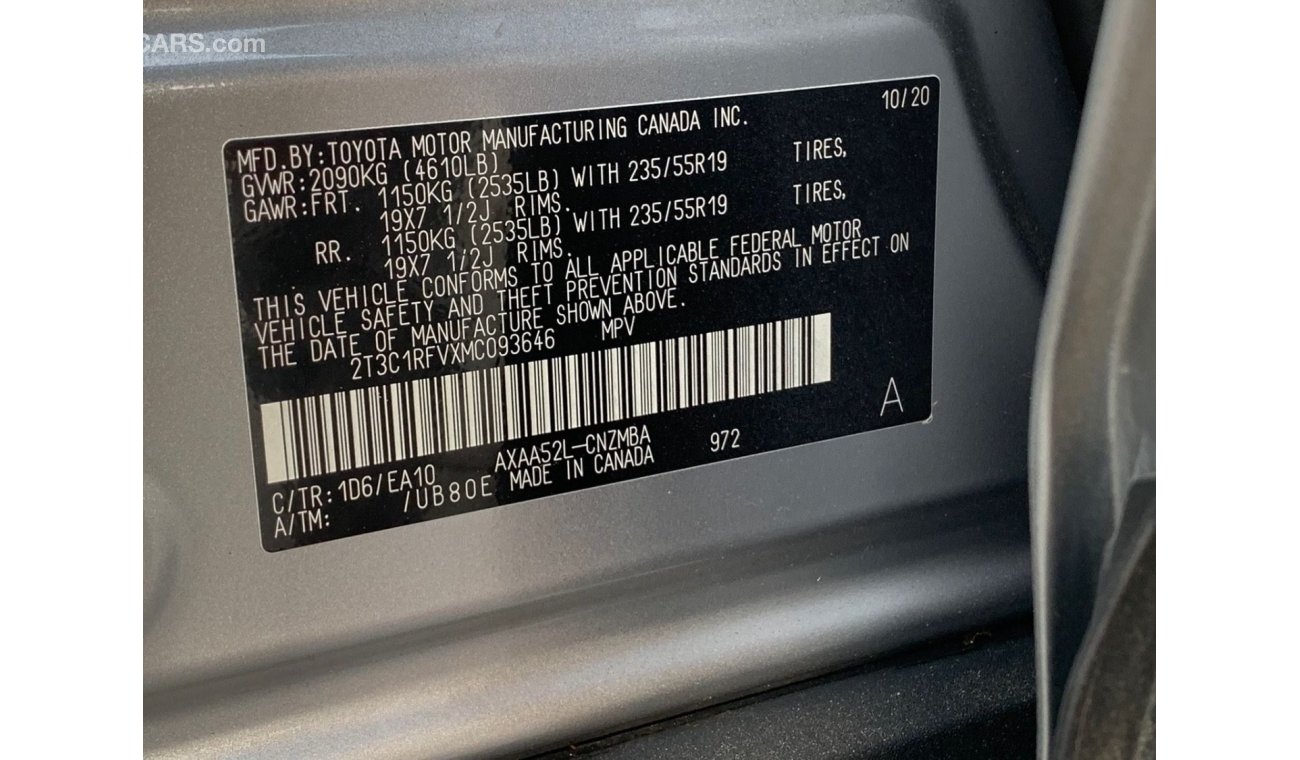 CARS.com
10/20
MFD.BY:TOYOTA MOTOR MANUFACTURING CANADA INC.
GVWR:2090KG (4610LB)
GAWR:FRT. 1150KG (2535LB) WITH 235/55R19 TIRES,
19X7 1/2J RIMS.
RR. 1150KG (2535LB) WITH 235/55R19 TIRES,
19X7 1/2J RIMS.
THIS VEHICLE CONFORMS TO ALL APPLICABLE FEDERAL MOTOR
VEHICLE SAFETY AND THEFT PREVENTION STANDARDS IN EFFECT ON
THE DATE OF MANUFACTURE SHOWN ABOVE.
2T3C1RFVXMC093646 MPV
A
C/TR:1D6/EA10 AXAA52L-CNZMBA 972
A/TM: /UB80E MADE IN CANADA